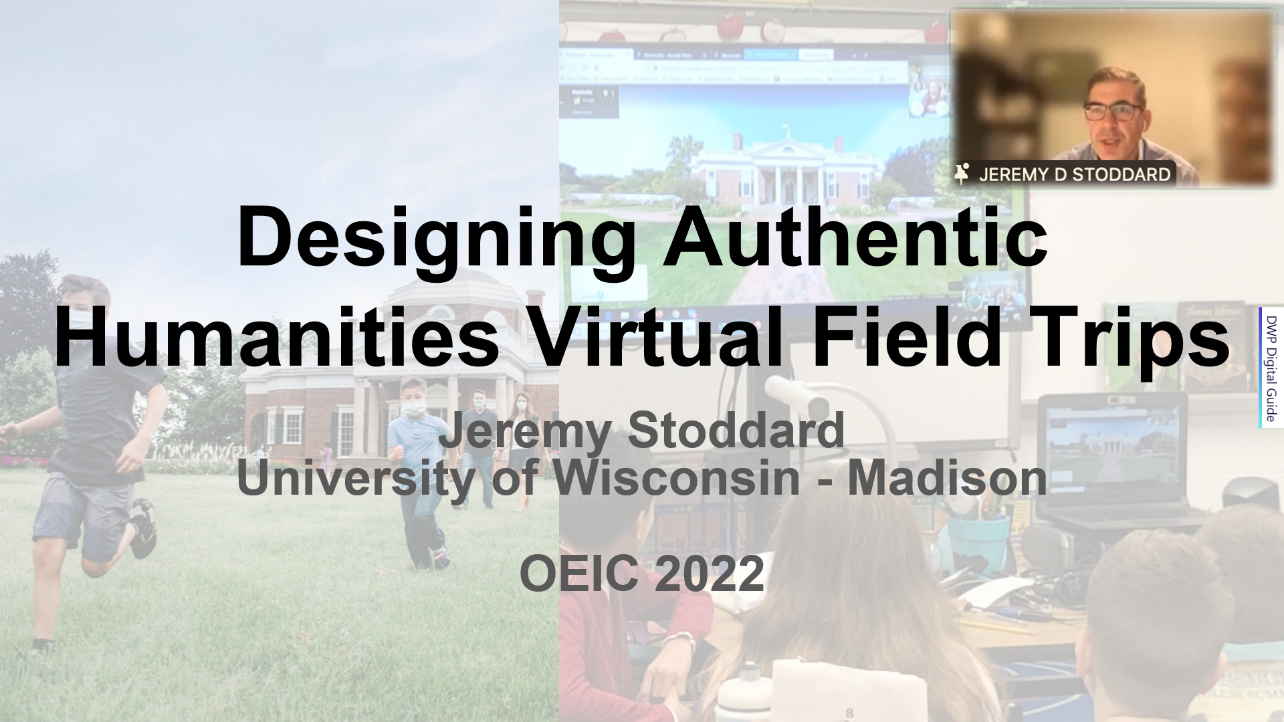 JEREMY D STODDARD
Designing Authentic
Humanities Virtual Field Trips
DWP Digital Guide
Jeremy Stoddard
University of Wisconsin - Madison
OEIC 2022
8